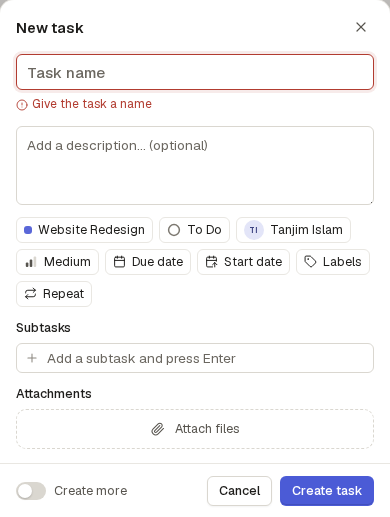 New task
Task name
Give the task a name
Add a description... (optional)
Website Redesign To Do TI Tanjim Islam
Medium Due date Start date Labels
Repeat
Subtasks
Add a subtask and press Enter
Attachments
Attach files
Create more Cancel Create task